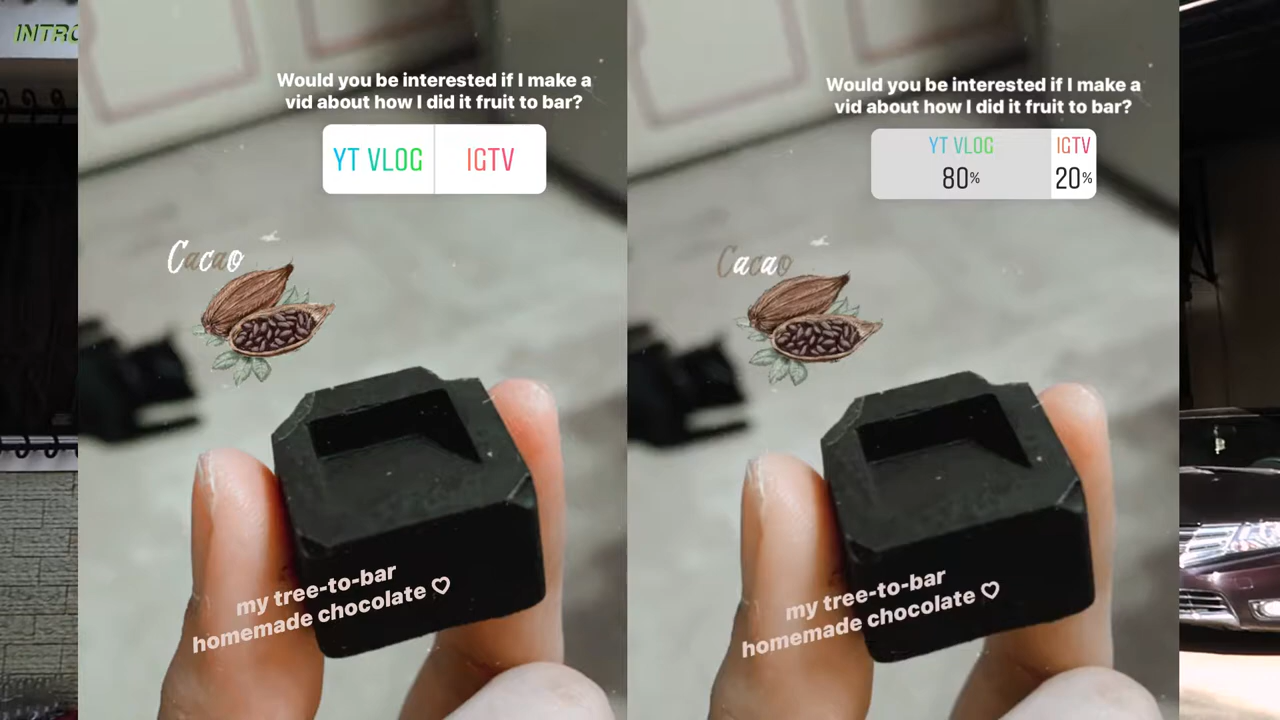 INTRO
Would you be interested if I make a
vid about how I did it fruit to bar?
YT VLOG
IGTV
Cacao
my tree-to-bar
homemade chocolate ♡
Would you be interested if I make a
vid about how I did it fruit to bar?
YT VLOG
IGTV
80%
20%
Cacao
my tree-to-bar
homemade chocolate ♡